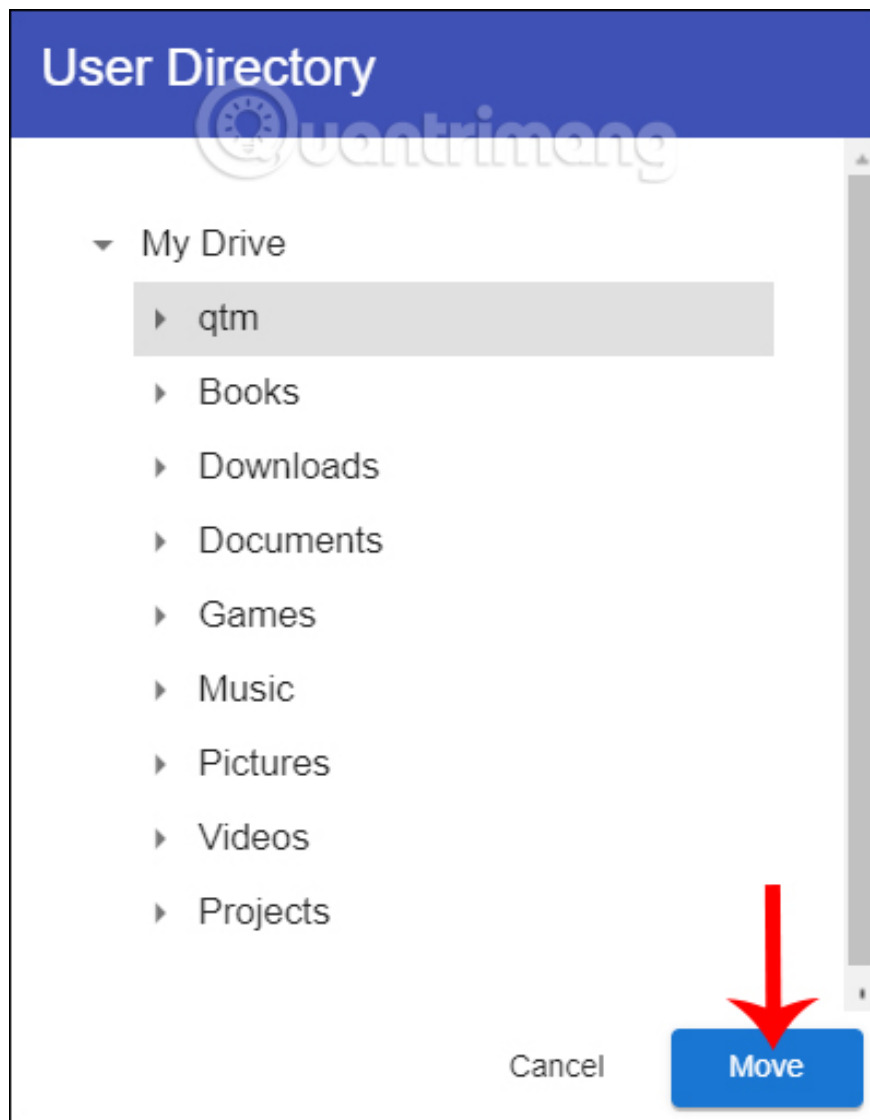 User Directory
Quantrimang
My Drive
qtm
Books
Downloads
Documents
Games
Music
Pictures
Videos
Projects
Cancel
Move